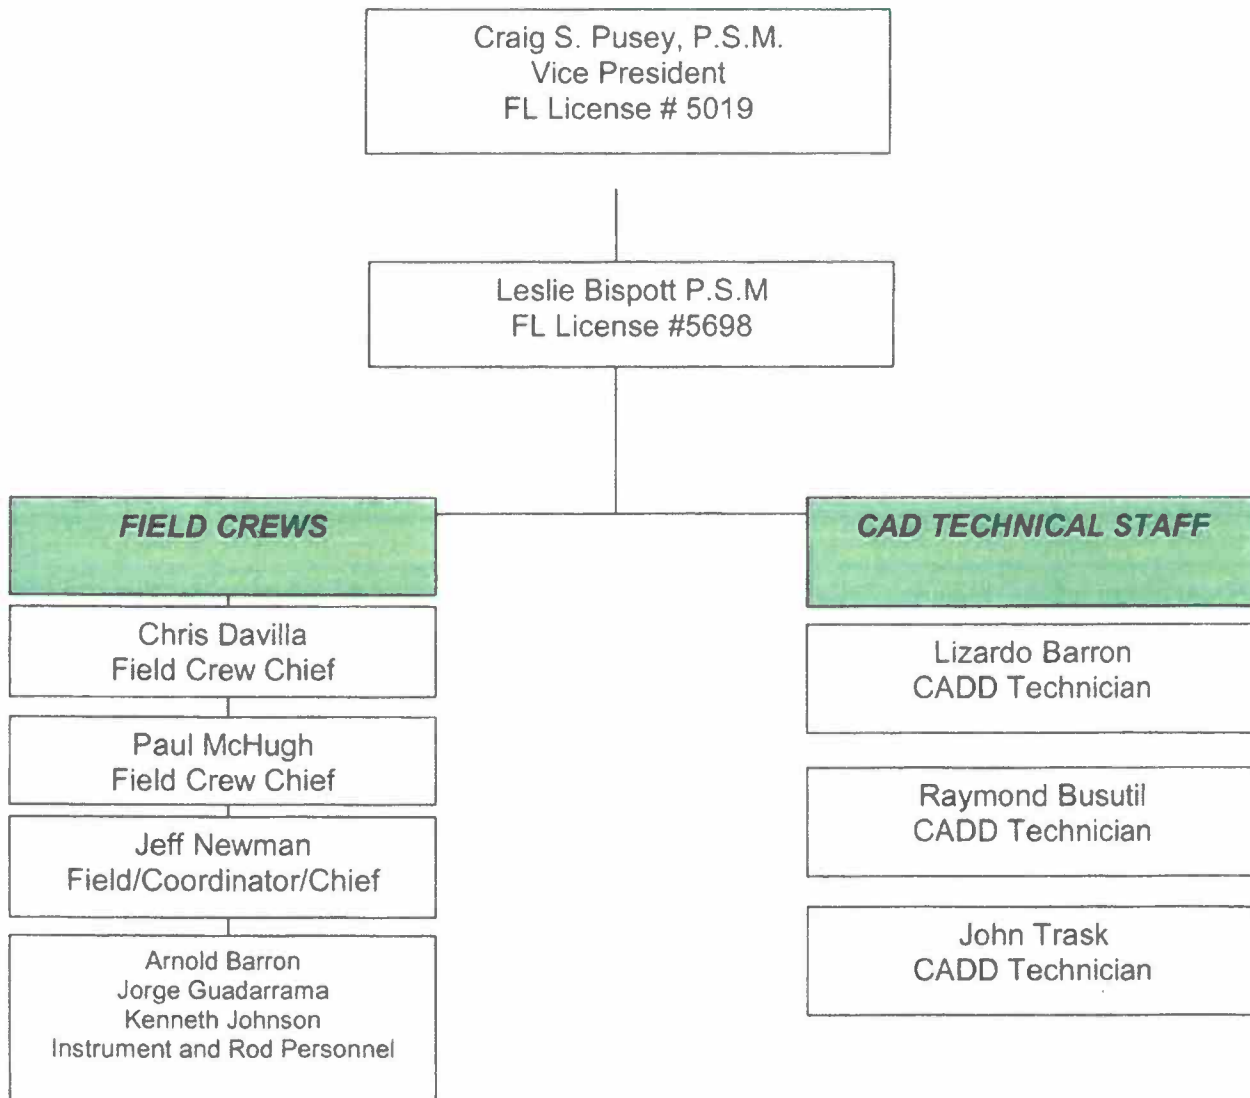 Craig S. Pusey, P.S.M.
Vice President
FL License # 5019
Leslie Bispott P.S.M
FL License #5698
FIELD CREWS
Chris Davilla
Field Crew Chief
Paul McHugh
Field Crew Chief
Jeff Newman
Field/Coordinator/Chief
Arnold Barron
Jorge Guadarrama
Kenneth Johnson
Instrument and Rod Personnel
CAD TECHNICAL STAFF
Lizardo Barron
CADD Technician
Raymond Busutil
CADD Technician
John Trask
CADD Technician